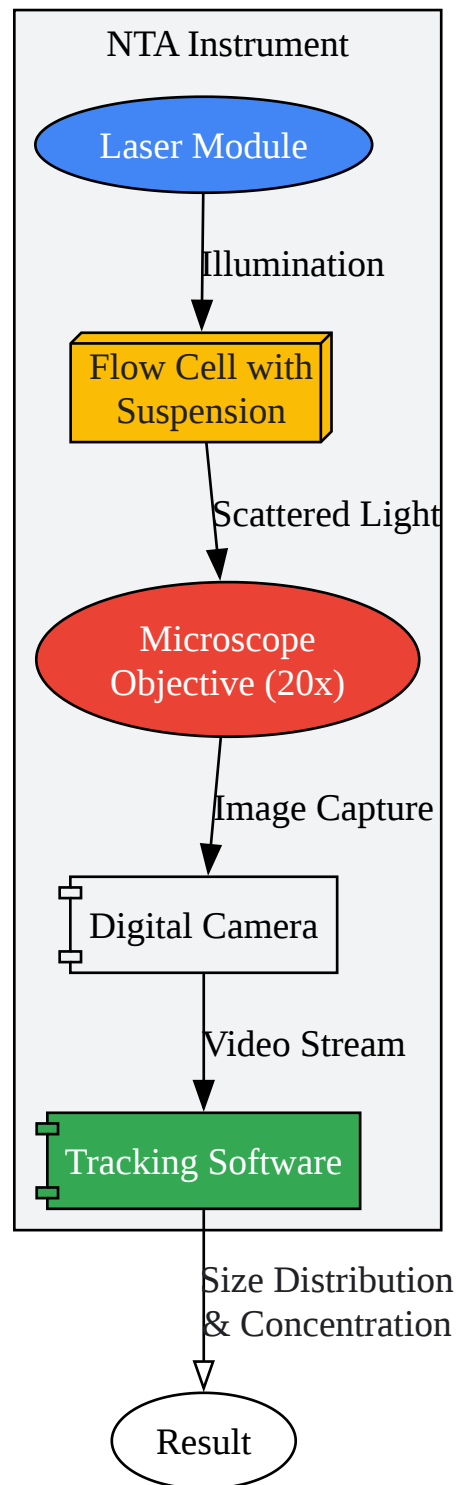 NTA Instrument
Laser Module
Illumination
Flow Cell with
Suspension
Scattered Light
Microscope
Objective (20x)
Image Capture
Digital Camera
Video Stream
Tracking Software
Size Distribution
& Concentration
Result